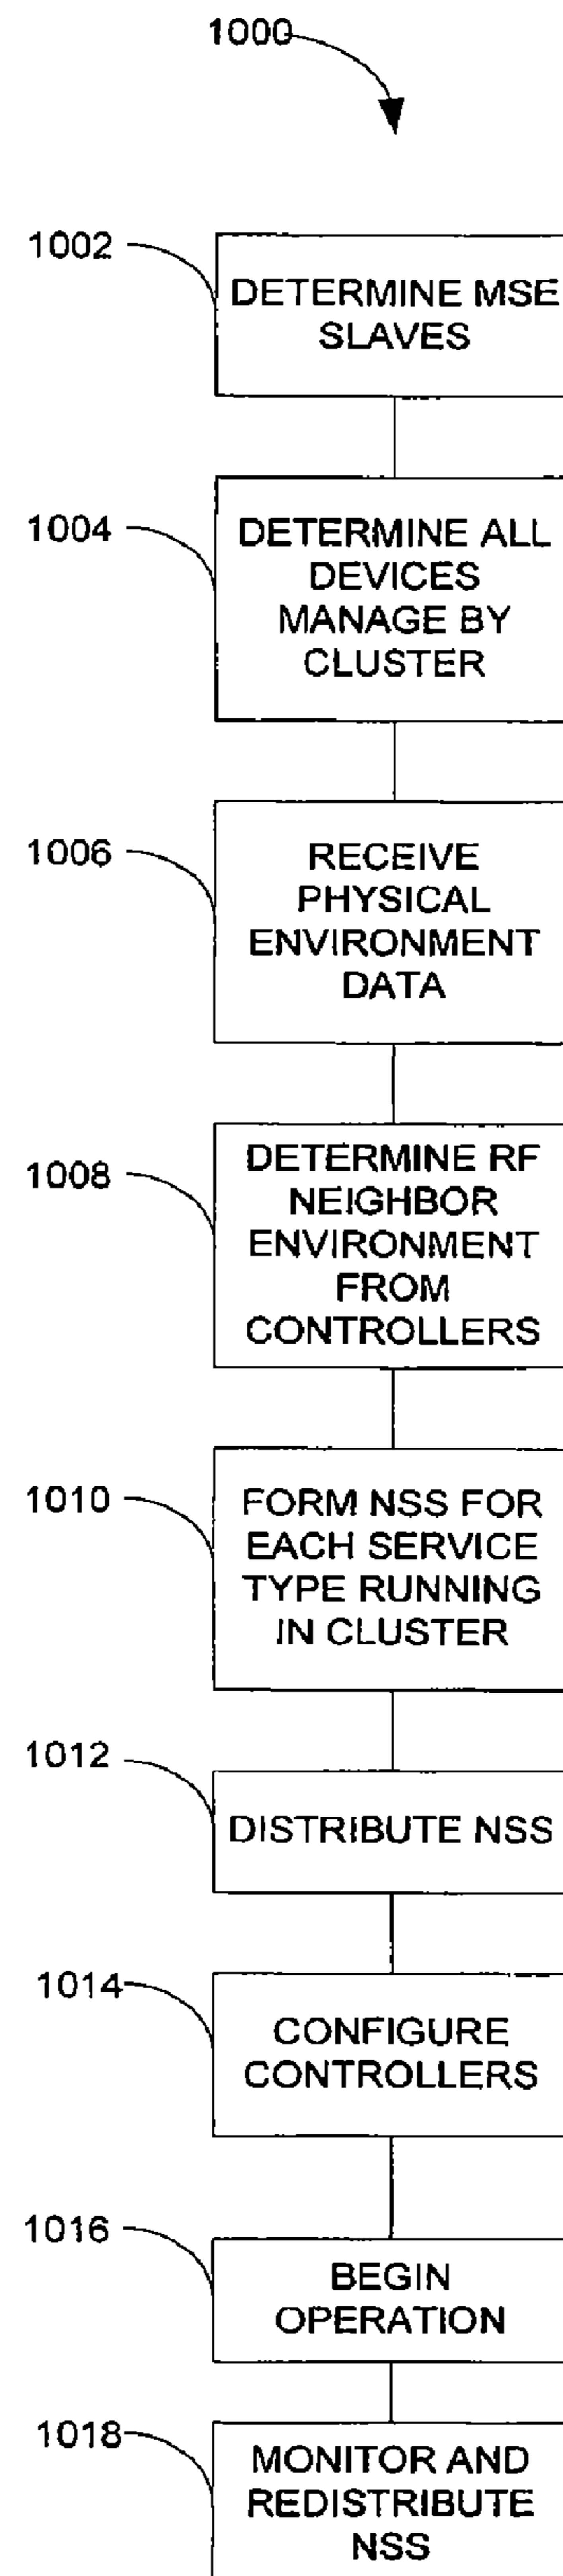 1000
1002
DETERMINE MSE
SLAVES
1004
DETERMINE ALL
DEVICES
MANAGE BY
CLUSTER
1006
RECEIVE
PHYSICAL
ENVIRONMENT
DATA
1008
DETERMINE RF
NEIGHBOR
ENVIRONMENT
FROM
CONTROLLERS
1010
FORM NSS FOR
EACH SERVICE
TYPE RUNNING
IN CLUSTER
1012
DISTRIBUTE NSS
1014
CONFIGURE
CONTROLLERS
1016
BEGIN
OPERATION
1018
MONITOR AND
REDISTRIBUTE
NSS